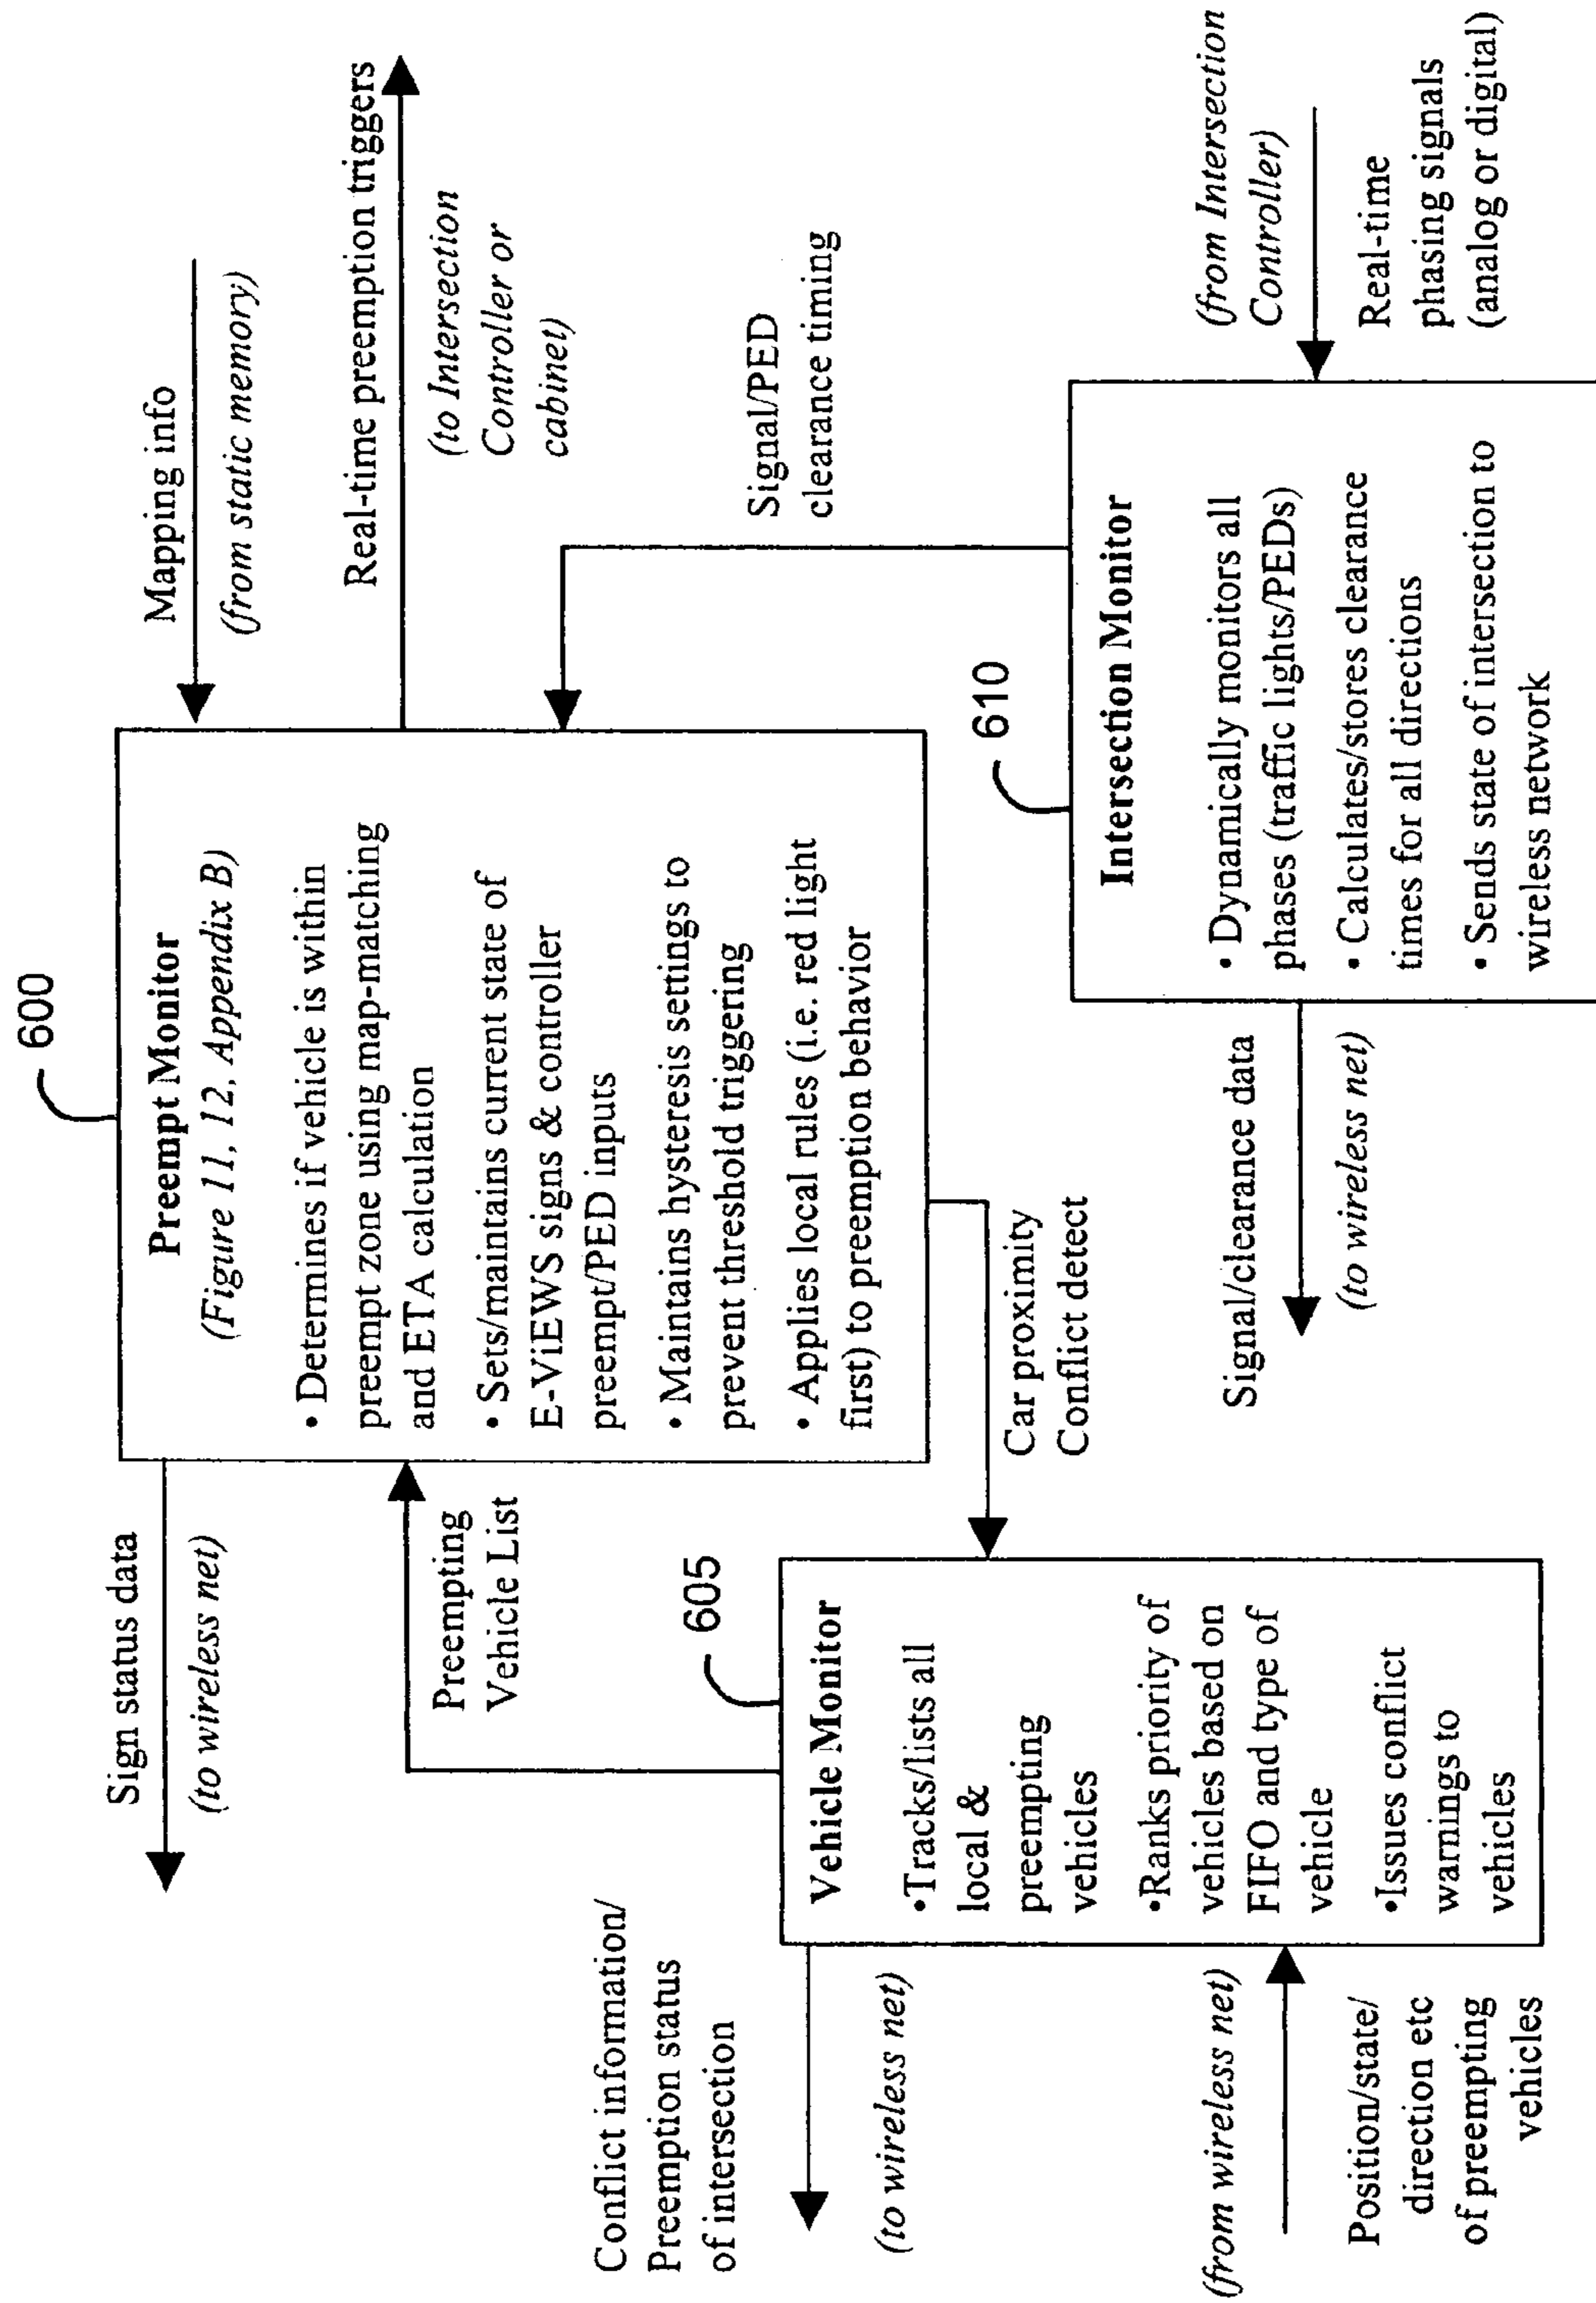 600
Preempt Monitor
(Figure 11, 12, Appendix B)
• Determines if vehicle is within
preempt zone using map-matching
and ETA calculation
• Sets/maintains current state of
E-ViEWS signs & controller
preempt/PED inputs
• Maintains hysteresis settings to
prevent threshold triggering
• Applies local rules (i.e. red light
first) to preemption behavior
Sign status data
(to wireless net)
Mapping info
(from static memory)
Real-time preemption triggers
(to Intersection
Controller or
cabinet)
Preempting
Vehicle List
Car proximity
Conflict detect
Signal/PED
clearance timing
605
Vehicle Monitor
•Tracks/lists all
local &
preempting
vehicles
•Ranks priority of
vehicles based on
FIFO and type of
vehicle
•Issues conflict
warnings to
vehicles
Conflict information/
Preemption status
of intersection
(to wireless net)
(from wireless net)
Position/state/
direction etc
of preempting
vehicles
610
Intersection Monitor
• Dynamically monitors all
phases (traffic lights/PEDs)
• Calculates/stores clearance
times for all directions
• Sends state of intersection to
wireless network
Signal/clearance data
(to wireless net)
(from Intersection
Controller)
Real-time
phasing signals
(analog or digital)